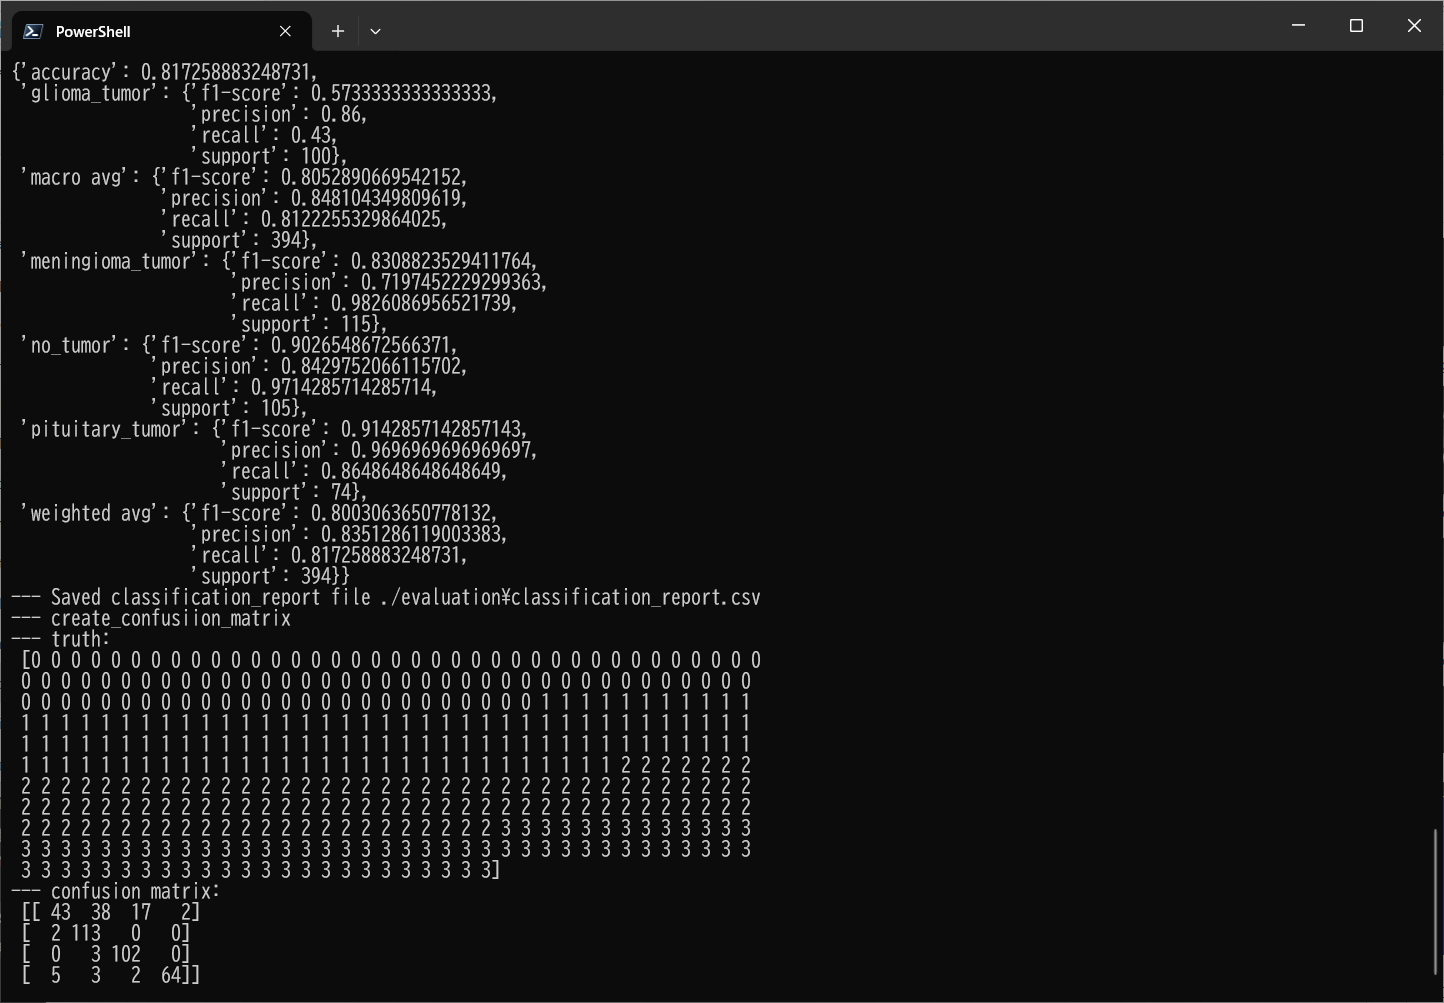 PowerShell
{'accuracy': 0.817258883248731,
'glioma_tumor': {'f1-score': 0.5733333333333333,
'precision': 0.86,
'recall': 0.43,
'support': 100},
'macro avg': {'f1-score': 0.8052890669542152,
'precision': 0.848104349809619,
'recall': 0.8122255329864025,
'support': 394},
'meningioma_tumor': {'f1-score': 0.8308823529411764,
'precision': 0.7197452229299363,
'recall': 0.9826086956521739,
'support': 115},
'no_tumor': {'f1-score': 0.9026548672566371,
'precision': 0.8429752066115702,
'recall': 0.9714285714285714,
'support': 105},
'pituitary_tumor': {'f1-score': 0.9142857142857143,
'precision': 0.9696969696969697,
'recall': 0.8648648648648649,
'support': 74},
'weighted avg': {'f1-score': 0.8003063650778132,
'precision': 0.8351286119003383,
'recall': 0.817258883248731,
'support': 394}}
--- Saved classification_report file ./evaluation¥classification_report.csv
--- create_confusiion_matrix
--- truth:
[0 0 0 0 0 0 0 0 0 0 0 0 0 0 0 0 0 0 0 0 0 0 0 0 0 0 0 0 0 0 0 0 0 0 0 0 0
0 0 0 0 0 0 0 0 0 0 0 0 0 0 0 0 0 0 0 0 0 0 0 0 0 0 0 0 0 0 0 0 0 0 0 0 0
0 0 0 0 0 0 0 0 0 0 0 0 0 0 0 0 0 0 0 0 0 0 0 0 0 0 1 1 1 1 1 1 1 1 1 1 1
1 1 1 1 1 1 1 1 1 1 1 1 1 1 1 1 1 1 1 1 1 1 1 1 1 1 1 1 1 1 1 1 1 1 1 1 1
1 1 1 1 1 1 1 1 1 1 1 1 1 1 1 1 1 1 1 1 1 1 1 1 1 1 1 1 1 1 1 1 1 1 1 1 1
1 1 1 1 1 1 1 1 1 1 1 1 1 1 1 1 1 1 1 1 1 1 1 1 1 1 1 1 1 1 2 2 2 2 2 2 2
2 2 2 2 2 2 2 2 2 2 2 2 2 2 2 2 2 2 2 2 2 2 2 2 2 2 2 2 2 2 2 2 2 2 2 2 2
2 2 2 2 2 2 2 2 2 2 2 2 2 2 2 2 2 2 2 2 2 2 2 2 2 2 2 2 2 2 2 2 2 2 2 2 2
2 2 2 2 2 2 2 2 2 2 2 2 2 2 2 2 2 2 2 2 2 2 2 2 3 3 3 3 3 3 3 3 3 3 3 3 3
3 3 3 3 3 3 3 3 3 3 3 3 3 3 3 3 3 3 3 3 3 3 3 3 3 3 3 3 3 3 3 3 3 3 3 3 3
3 3 3 3 3 3 3 3 3 3 3 3 3 3 3 3 3 3 3 3 3 3 3 3]
--- confusion matrix:
[[ 43 38 17 2]
[ 2 113 0 0]
[ 0 3 102 0]
[ 5 3 2 64]]